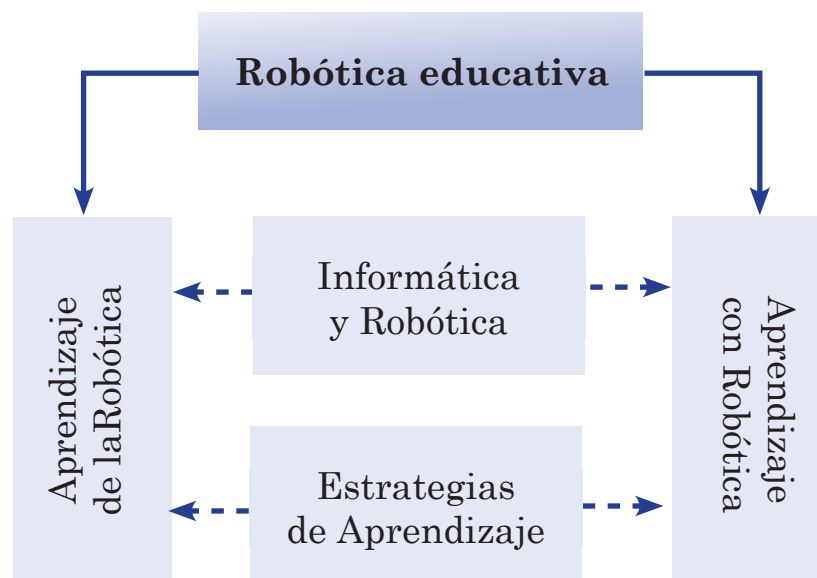 Robótica educativa
Aprendizaje
de laRobótica
Informática
y Robótica
Estrategias
de Aprendizaje
Aprendizaje
con Robótica